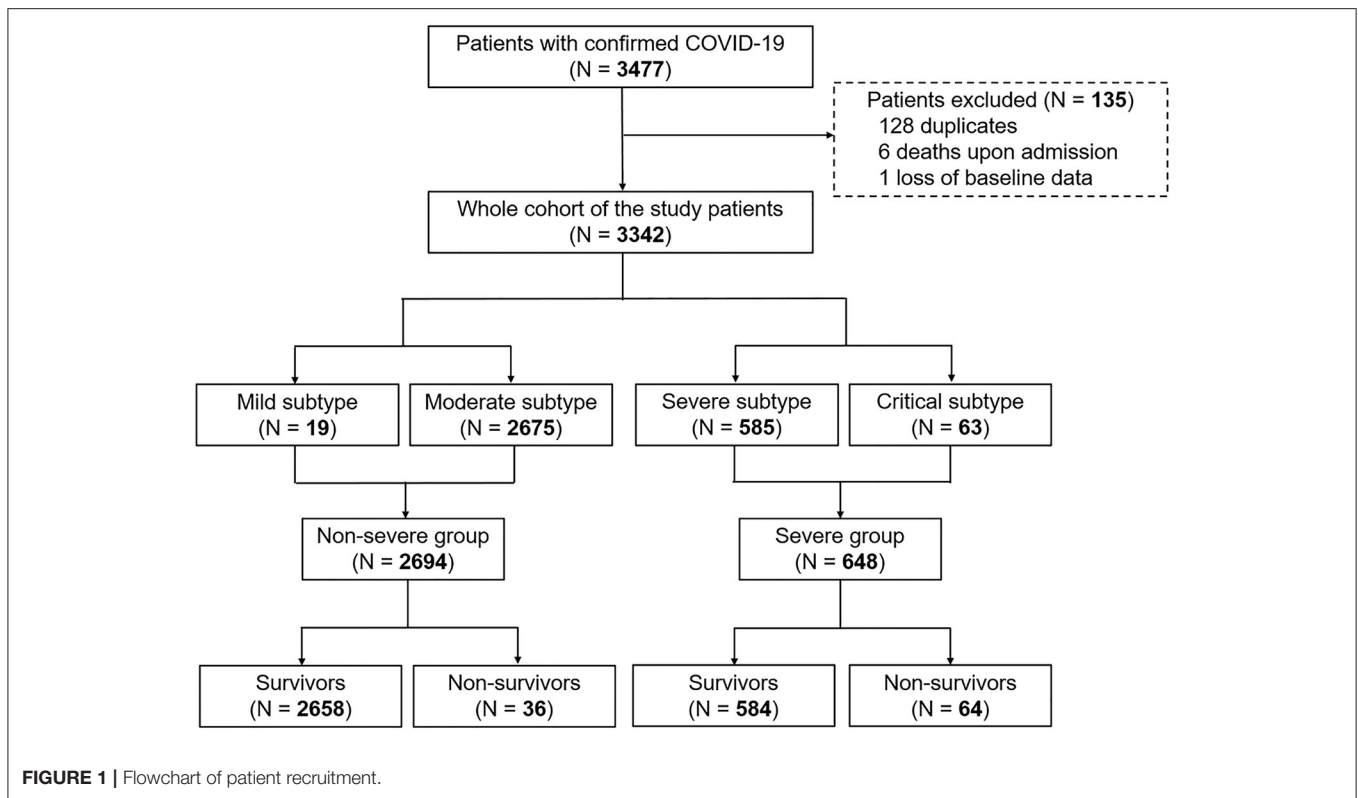 Patients with confirmed COVID-19
(N = 3477)
Patients excluded (N = 135)
128 duplicates
6 deaths upon admission
1 loss of baseline data
Whole cohort of the study patients
(N = 3342)
Mild subtype
(N = 19)
Moderate subtype
(N = 2675)
Severe subtype
(N = 585)
Critical subtype
(N = 63)
Non-severe group
(N = 2694)
Severe group
(N = 648)
Survivors
(N = 2658)
Non-survivors
(N = 36)
Survivors
(N = 584)
Non-survivors
(N = 64)
FIGURE 1 | Flowchart of patient recruitment.